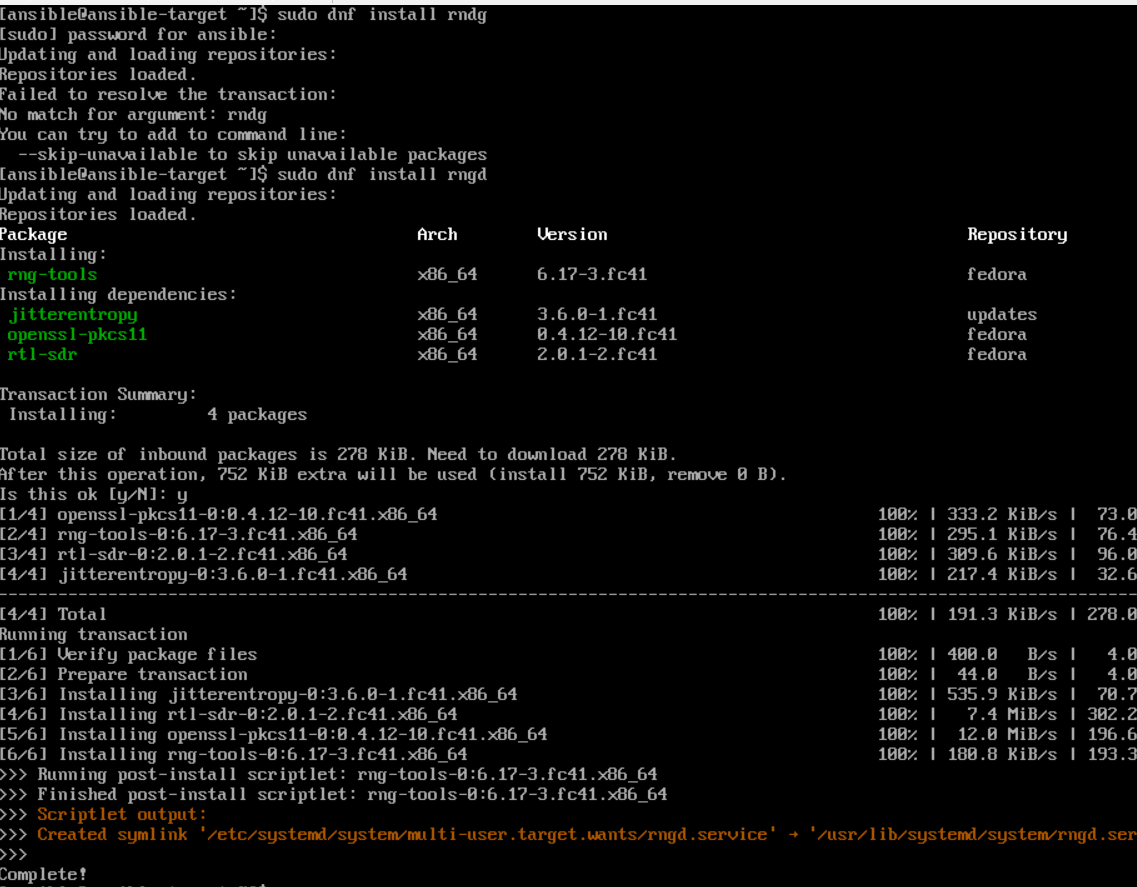 [ansible@ansible-target ~]$ sudo dnf install rndg
[sudo] password for ansible:
Updating and loading repositories:
Repositories loaded.
Failed to resolve the transaction:
No match for argument: rndg
You can try to add to command line:
  --skip-unavailable to skip unavailable packages
[ansible@ansible-target ~]$ sudo dnf install rngd
Updating and loading repositories:
Repositories loaded.
Package Arch Version Repository
Installing:
 rng-tools x86_64 6.17-3.fc41 fedora
Installing dependencies:
 jitterentropy x86_64 3.6.0-1.fc41 updates
 openssl-pkcs11 x86_64 0.4.12-10.fc41 fedora
 rtl-sdr x86_64 2.0.1-2.fc41 fedora
Transaction Summary:
 Installing: 4 packages
Total size of inbound packages is 278 KiB. Need to download 278 KiB.
After this operation, 752 KiB extra will be used (install 752 KiB, remove 0 B).
Is this ok [y/N]: y
[1/4] openssl-pkcs11-0:0.4.12-10.fc41.x86_64 100% | 333.2 KiB/s | 73.0
[2/4] rng-tools-0:6.17-3.fc41.x86_64 100% | 295.1 KiB/s | 76.4
[3/4] rtl-sdr-0:2.0.1-2.fc41.x86_64 100% | 309.6 KiB/s | 96.0
[4/4] jitterentropy-0:3.6.0-1.fc41.x86_64 100% | 217.4 KiB/s | 32.6
--------------------------------------------------------------------------------
[4/4] Total 100% | 191.3 KiB/s | 278.0
Running transaction
[1/6] Verify package files 100% | 400.0 B/s | 4.0
[2/6] Prepare transaction 100% | 44.0 B/s | 4.0
[3/6] Installing jitterentropy-0:3.6.0-1.fc41.x86_64 100% | 535.9 KiB/s | 70.7
[4/6] Installing rtl-sdr-0:2.0.1-2.fc41.x86_64 100% | 7.4 MiB/s | 302.2
[5/6] Installing openssl-pkcs11-0:0.4.12-10.fc41.x86_64 100% | 12.0 MiB/s | 196.6
[6/6] Installing rng-tools-0:6.17-3.fc41.x86_64 100% | 180.8 KiB/s | 193.3
>>> Running post-install scriptlet: rng-tools-0:6.17-3.fc41.x86_64
>>> Finished post-install scriptlet: rng-tools-0:6.17-3.fc41.x86_64
>>> Scriptlet output:
>>> Created symlink '/etc/systemd/system/multi-user.target.wants/rngd.service' → '/usr/lib/systemd/system/rngd.ser
>>>
Complete!